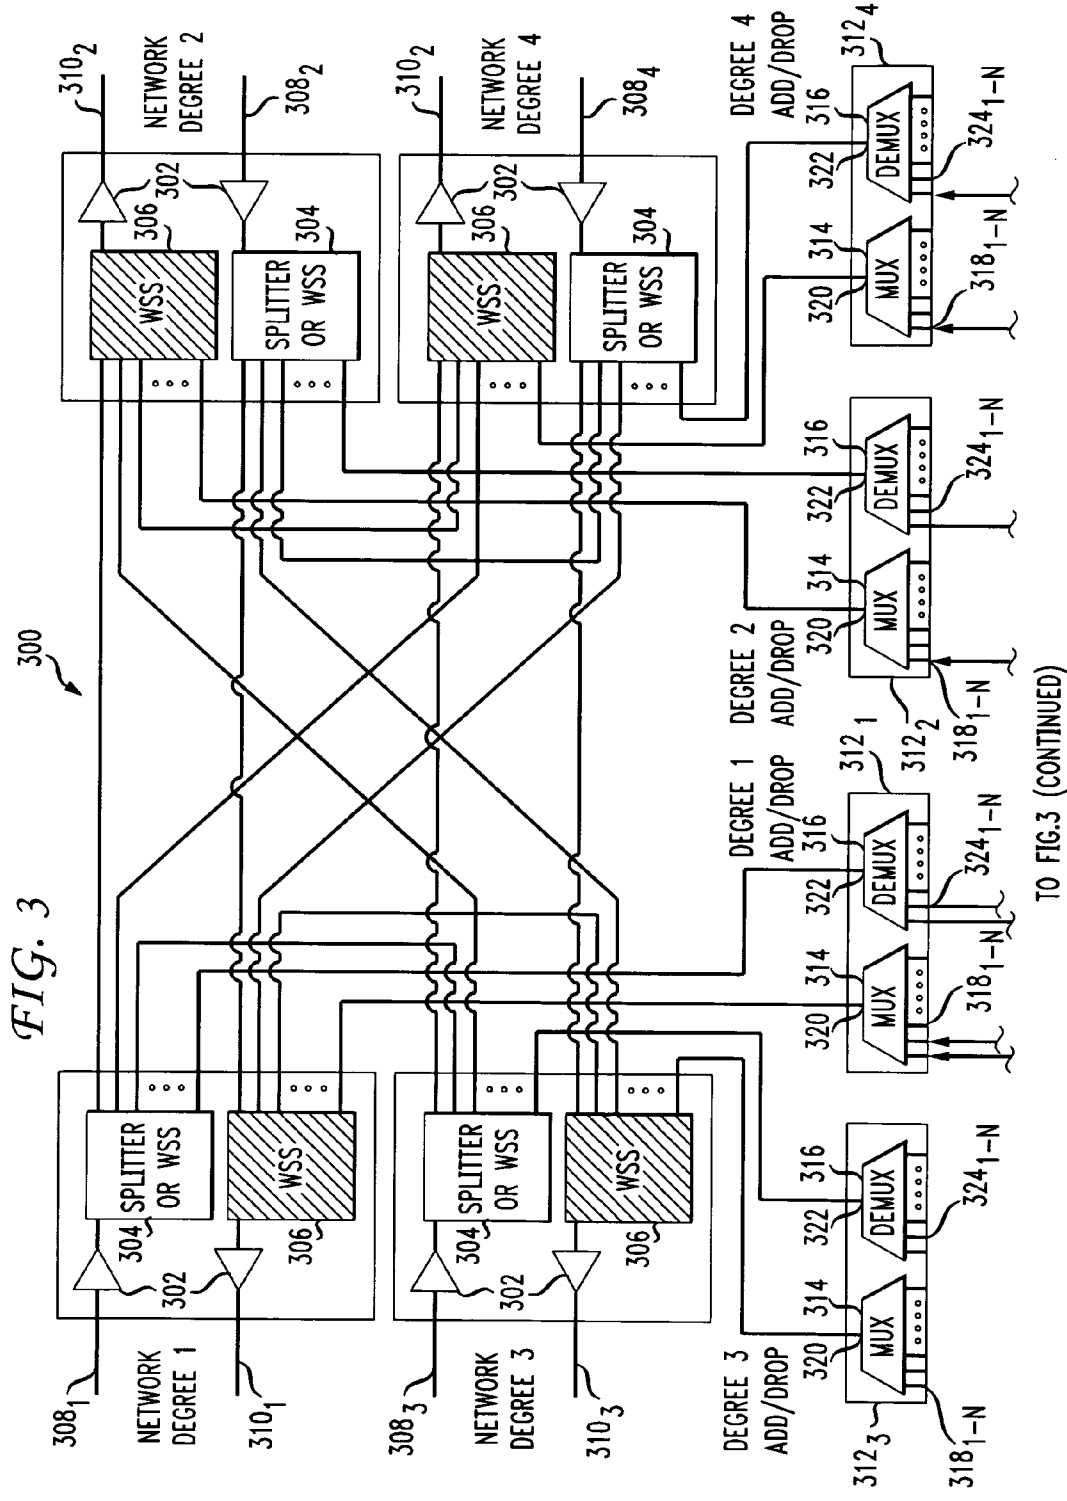 FIG. 3
300
308₁
NETWORK
DEGREE 1
310₁
302
304
SPLITTER
OR WSS
306
WSS
310₂
NETWORK
DEGREE 2
308₂
302
306
WSS
304
SPLITTER
OR WSS
308₃
NETWORK
DEGREE 3
310₃
302
304
SPLITTER
OR WSS
306
WSS
310₂
NETWORK
DEGREE 4
308₄
302
306
WSS
304
SPLITTER
OR WSS
DEGREE 3
ADD/DROP
312₃
320
314
MUX
318₁₋N
322
316
DEMUX
324₁₋N
DEGREE 1
ADD/DROP
312₁
320
314
MUX
318₁₋N
322
316
DEMUX
324₁₋N
DEGREE 2
ADD/DROP
312₂
320
314
MUX
318₁₋N
322
316
DEMUX
324₁₋N
DEGREE 4
ADD/DROP
312₄
320
314
MUX
318₁₋N
322
316
DEMUX
324₁₋N
TO FIG.3 (CONTINUED)